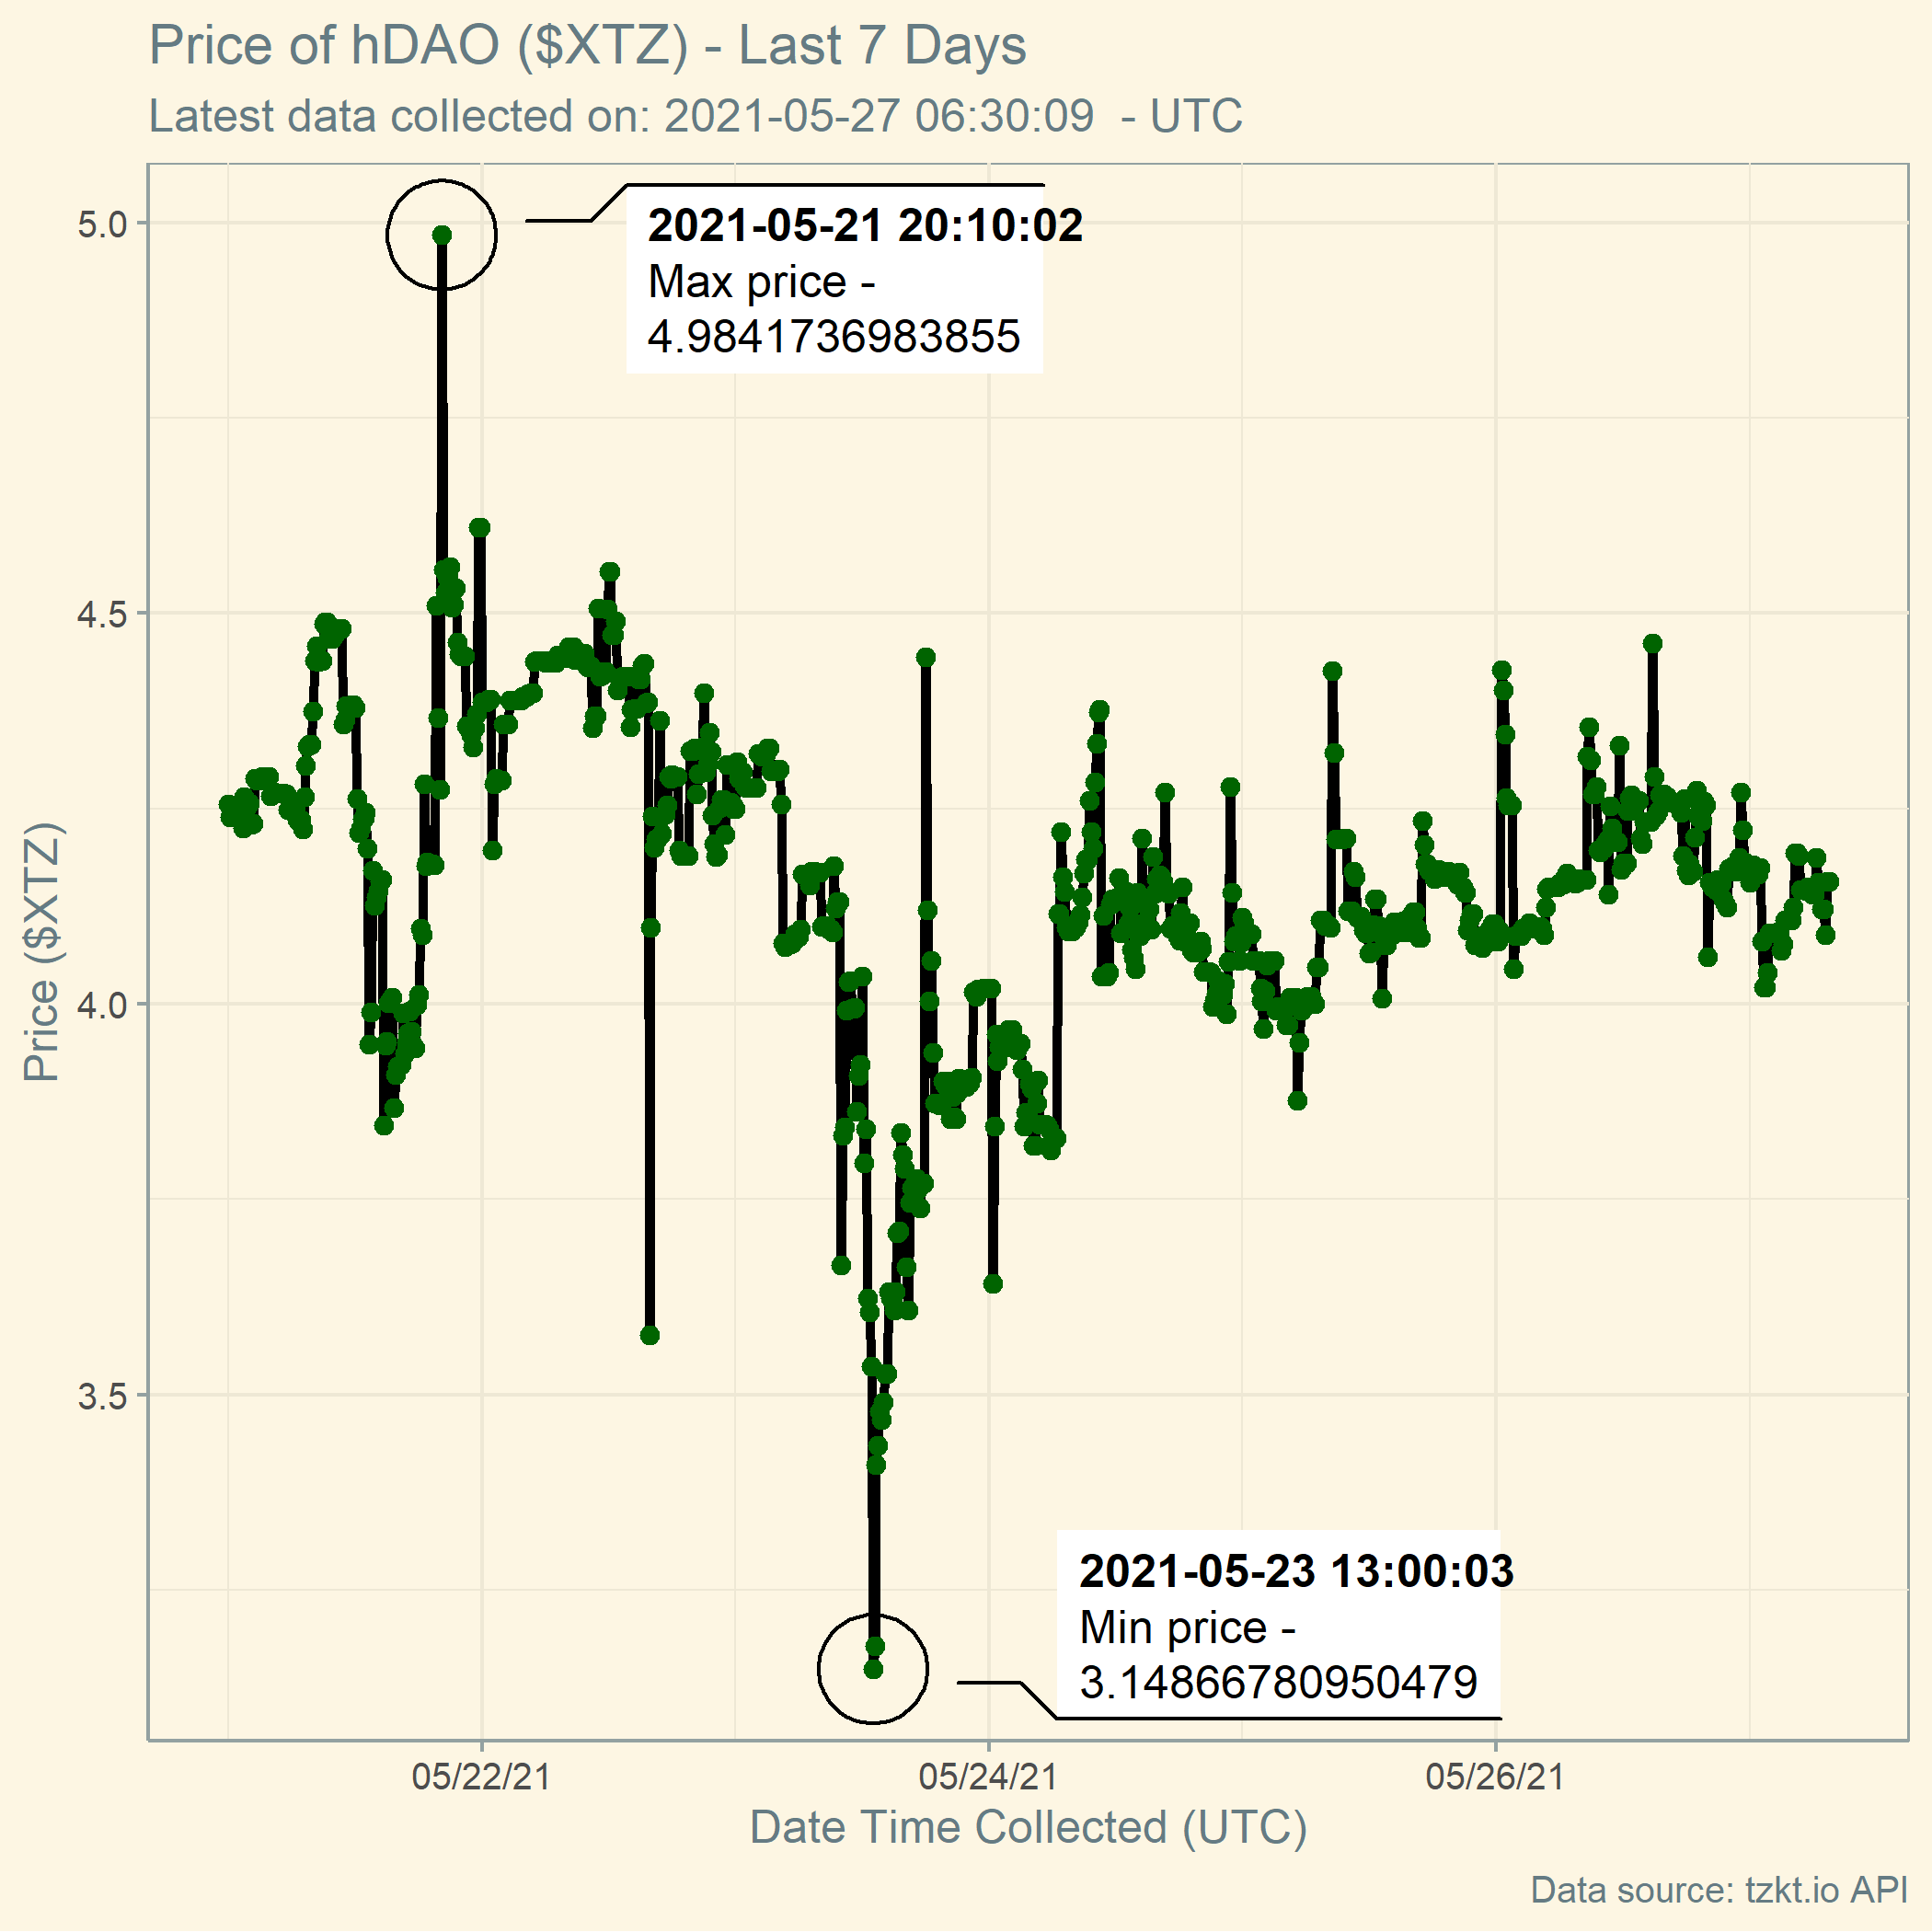 Price of hDAO ($XTZ) - Last 7 Days
Latest data collected on: 2021-05-27 06:30:09  - UTC
Price ($XTZ)
5.0
4.5
4.0
3.5
2021-05-21 20:10:02
Max price -
4.9841736983855
2021-05-23 13:00:03
Min price -
3.14866780950479
05/22/21
05/24/21
05/26/21
Date Time Collected (UTC)
Data source: tzkt.io API